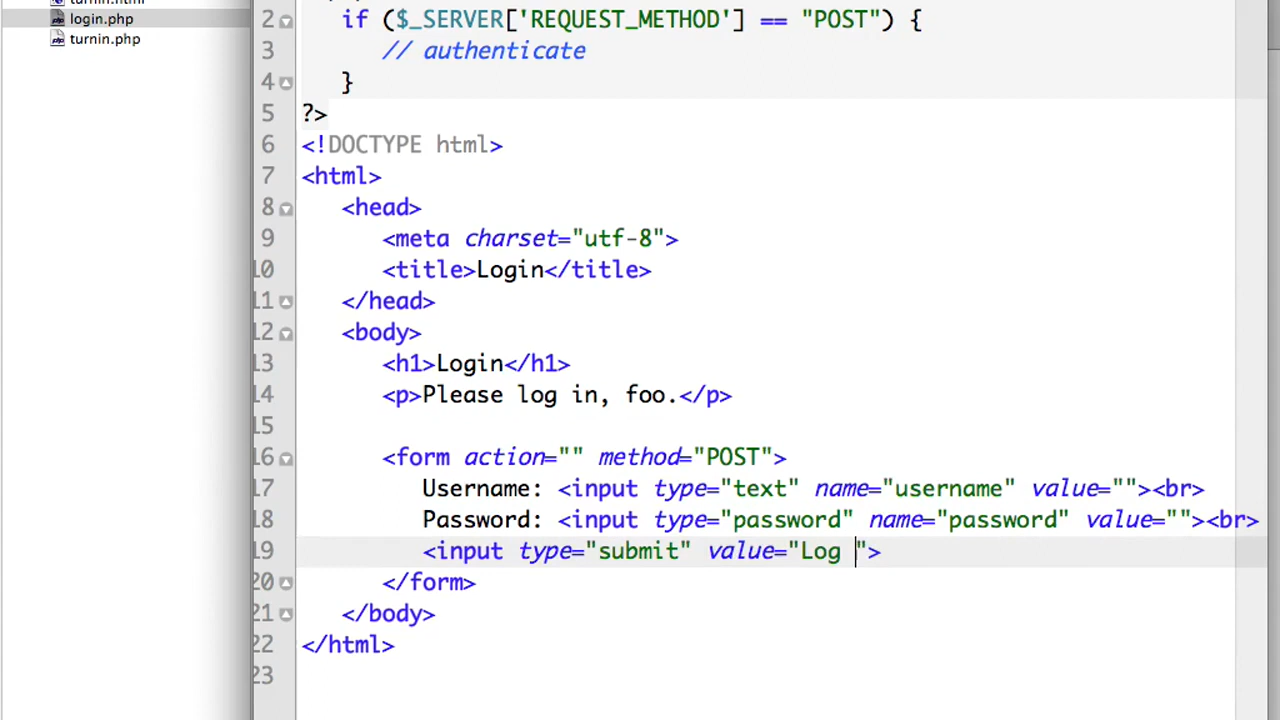 login.php
turnin.php
2 if ($_SERVER['REQUEST_METHOD'] == "POST") {
3 // authenticate
4 }
5 ?>
6 <!DOCTYPE html>
7 <html>
8 <head>
9 <meta charset="utf-8">
10 <title>Login</title>
11 </head>
12 <body>
13 <h1>Login</h1>
14 <p>Please log in, foo.</p>
15
16 <form action="" method="POST">
17 Username: <input type="text" name="username" value=""><br>
18 Password: <input type="password" name="password" value=""><br>
19 <input type="submit" value="Log ">
20 </form>
21 </body>
22 </html>
23